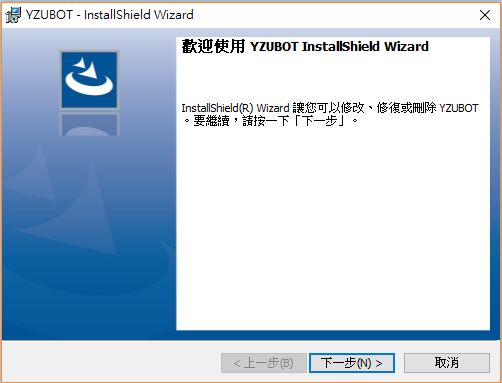 YZUBOT - InstallShield Wizard
歡迎使用 YZUBOT InstallShield Wizard
InstallShield(R) Wizard 讓您可以修改、修復或刪除 YZUBOT
。要繼續，請按一下「下一步」。
< 上一步(B)
下一步(N) >
取消